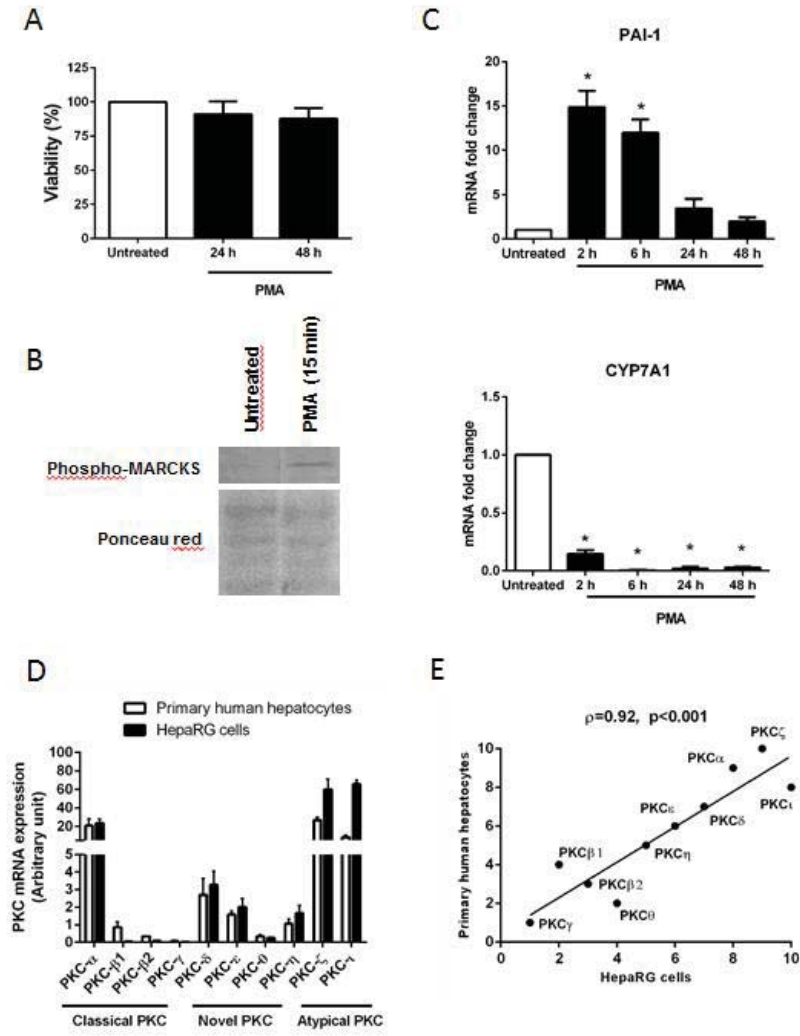 A
Viability (%)
125
100
75
50
25
0
Untreated
24 h
48 h
PMA
B
Untreated
PMA (15 min)
Phospho-MARCKS
Ponceau red
C
PAI-1
mRNA fold change
20
15
10
5
0
*
*
Untreated
2 h
6 h
24 h
48 h
PMA
CYP7A1
mRNA fold change
1.5
1.0
0.5
0.0
*
*
*
*
Untreated
2 h
6 h
24 h
48 h
PMA
D
Primary human hepatocytes
HepaRG cells
PKC mRNA expression
(Arbitrary unit)
100
80
60
40
20
5
4
3
2
1
0
PKC-α
PKC-β1
PKC-β2
PKC-γ
PKC-δ
PKC-ε
PKC-θ
PKC-η
PKC-ζ
PKC-ι
Classical PKC
Novel PKC
Atypical PKC
E
ρ=0.92, p<0.001
Primary human hepatocytes
10
8
6
4
2
0
PKCζ
PKCα
PKCι
PKCε
PKCδ
PKCη
PKCβ1
PKCβ2
PKCθ
PKCγ
0
2
4
6
8
10
HepaRG cells